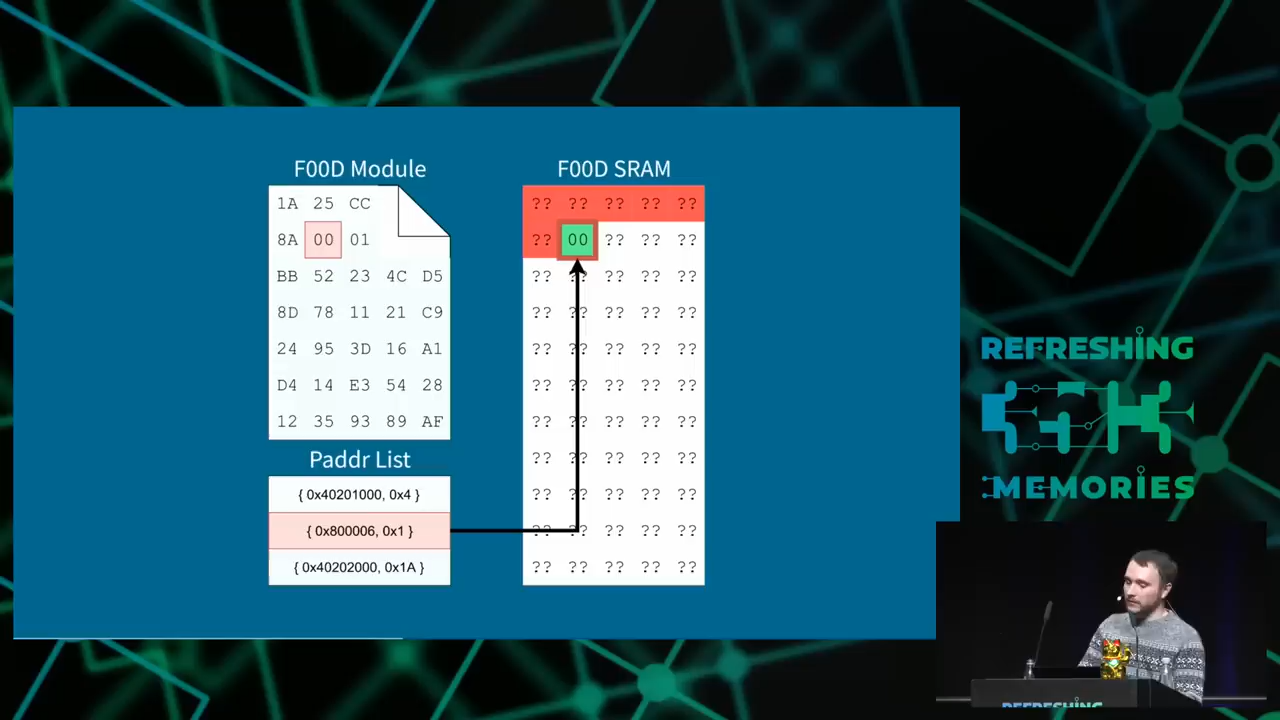 F00D Module
1A 25 CC
8A 00 01
BB 52 23 4C D5
8D 78 11 21 C9
24 95 3D 16 A1
D4 14 E3 54 28
12 35 93 89 AF
Paddr List
{ 0x40201000, 0x4 }
{ 0x800006, 0x1 }
{ 0x40202000, 0x1A }
F00D SRAM
?? ?? ?? ?? ??
?? 00 ?? ?? ??
?? ?? ?? ?? ??
?? ?? ?? ?? ??
?? ?? ?? ?? ??
?? ?? ?? ?? ??
?? ?? ?? ?? ??
?? ?? ?? ?? ??
?? ?? ?? ?? ??
?? ?? ?? ?? ??
?? ?? ?? ?? ??
REFRESHING
MEMORIES
REFRESHING